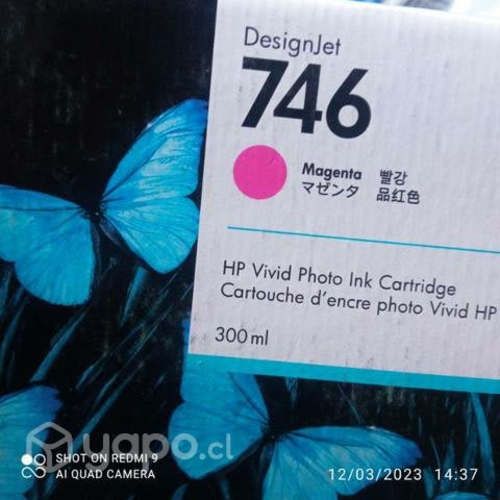 DesignJet
746
Magenta 빨강
マゼンタ 品红色
HP Vivid Photo Ink Cartridge
Cartouche d'encre photo Vivid HP
300 ml
yapo.cl
SHOT ON REDMI 9
AI QUAD CAMERA
12/03/2023 14:37